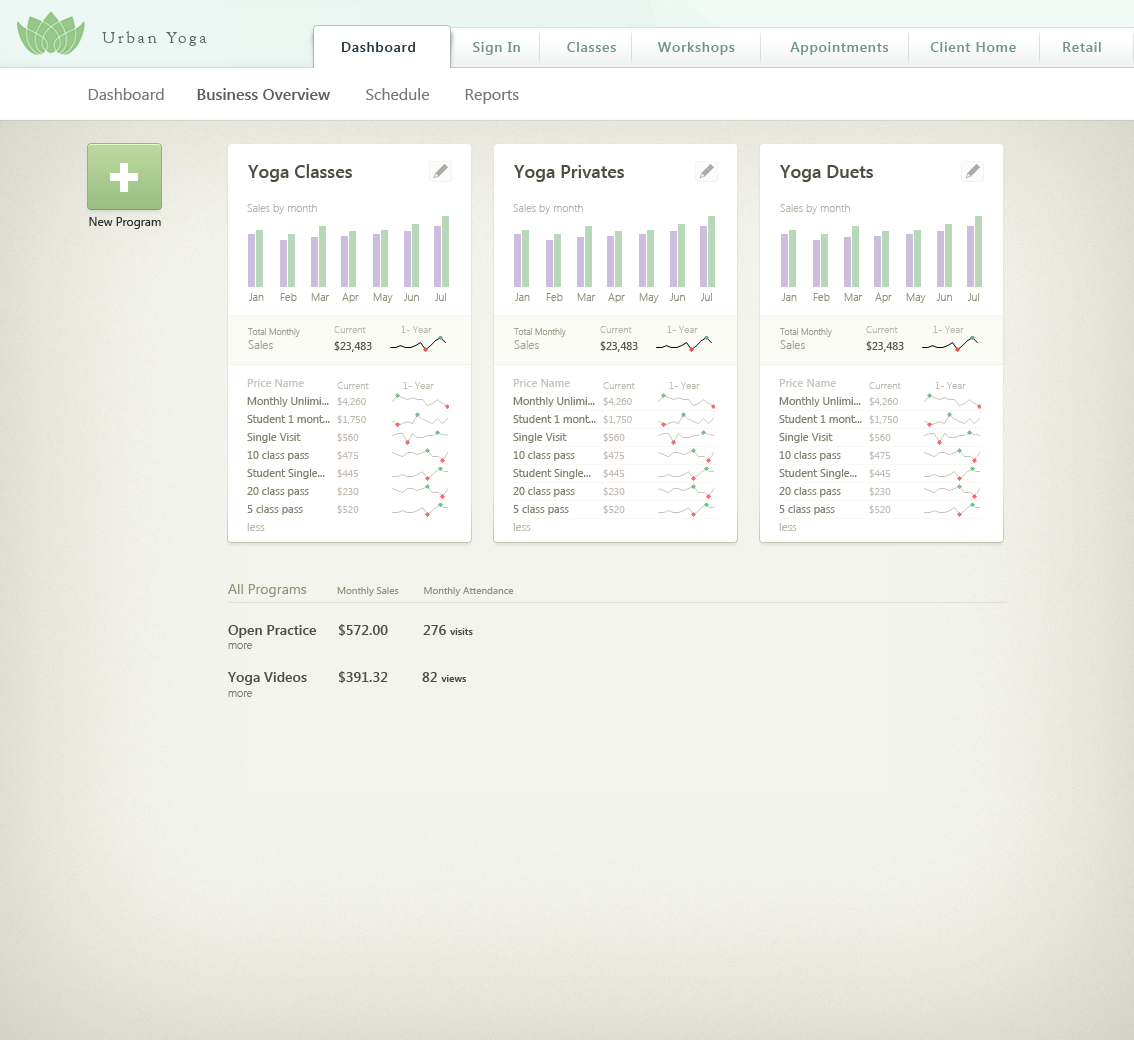 Urban Yoga
Dashboard Sign In Classes Workshops Appointments Client Home Retail
Dashboard Business Overview Schedule Reports
New Program
Yoga Classes
Sales by month
Jan Feb Mar Apr May Jun Jul
Total Monthly Current 1- Year
Sales $23,483
Price Name Current 1- Year
Monthly Unlimi... $4,260
Student 1 mont... $1,750
Single Visit $560
10 class pass $475
Student Single... $445
20 class pass $230
5 class pass $520
less
Yoga Privates
Sales by month
Jan Feb Mar Apr May Jun Jul
Total Monthly Current 1- Year
Sales $23,483
Price Name Current 1- Year
Monthly Unlimi... $4,260
Student 1 mont... $1,750
Single Visit $560
10 class pass $475
Student Single... $445
20 class pass $230
5 class pass $520
less
Yoga Duets
Sales by month
Jan Feb Mar Apr May Jun Jul
Total Monthly Current 1- Year
Sales $23,483
Price Name Current 1- Year
Monthly Unlimi... $4,260
Student 1 mont... $1,750
Single Visit $560
10 class pass $475
Student Single... $445
20 class pass $230
5 class pass $520
less
All Programs Monthly Sales Monthly Attendance
Open Practice $572.00 276 visits
more
Yoga Videos $391.32 82 views
more